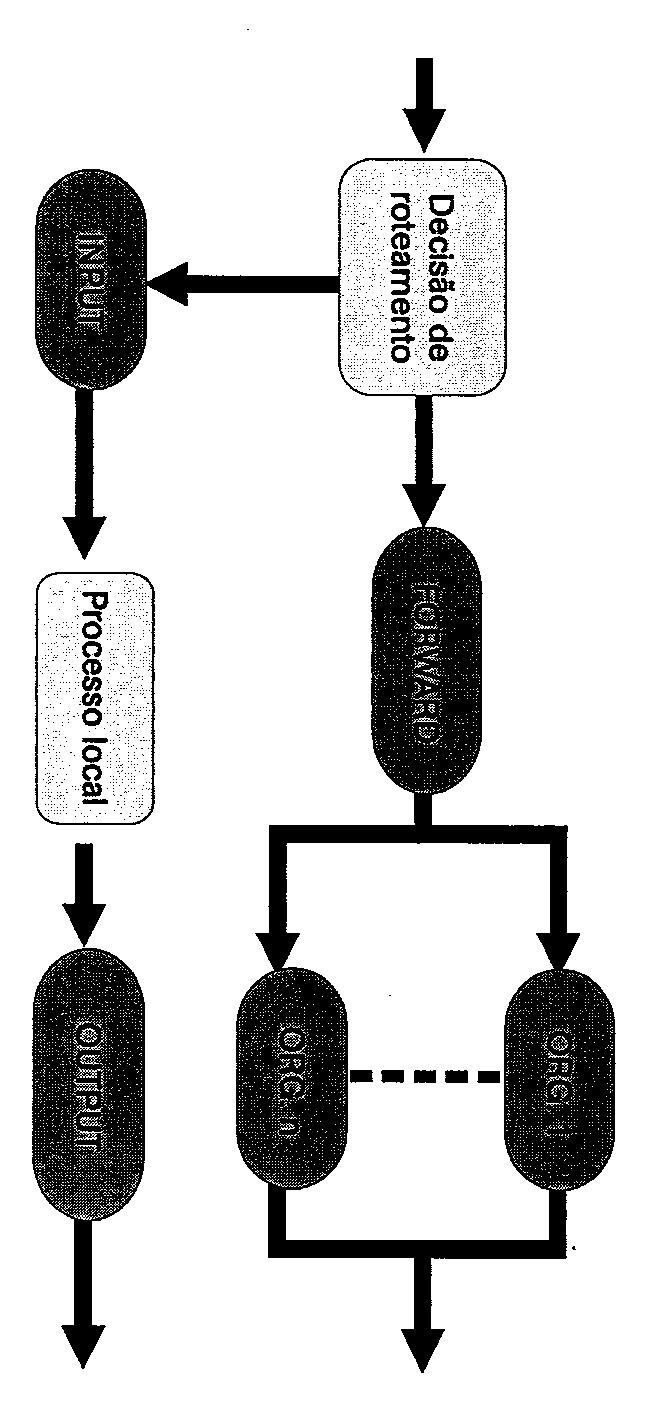 Decisão de
roteamento
FORWARD
ORG. 1
ORG. n
INPUT
Processo local
OUTPUT